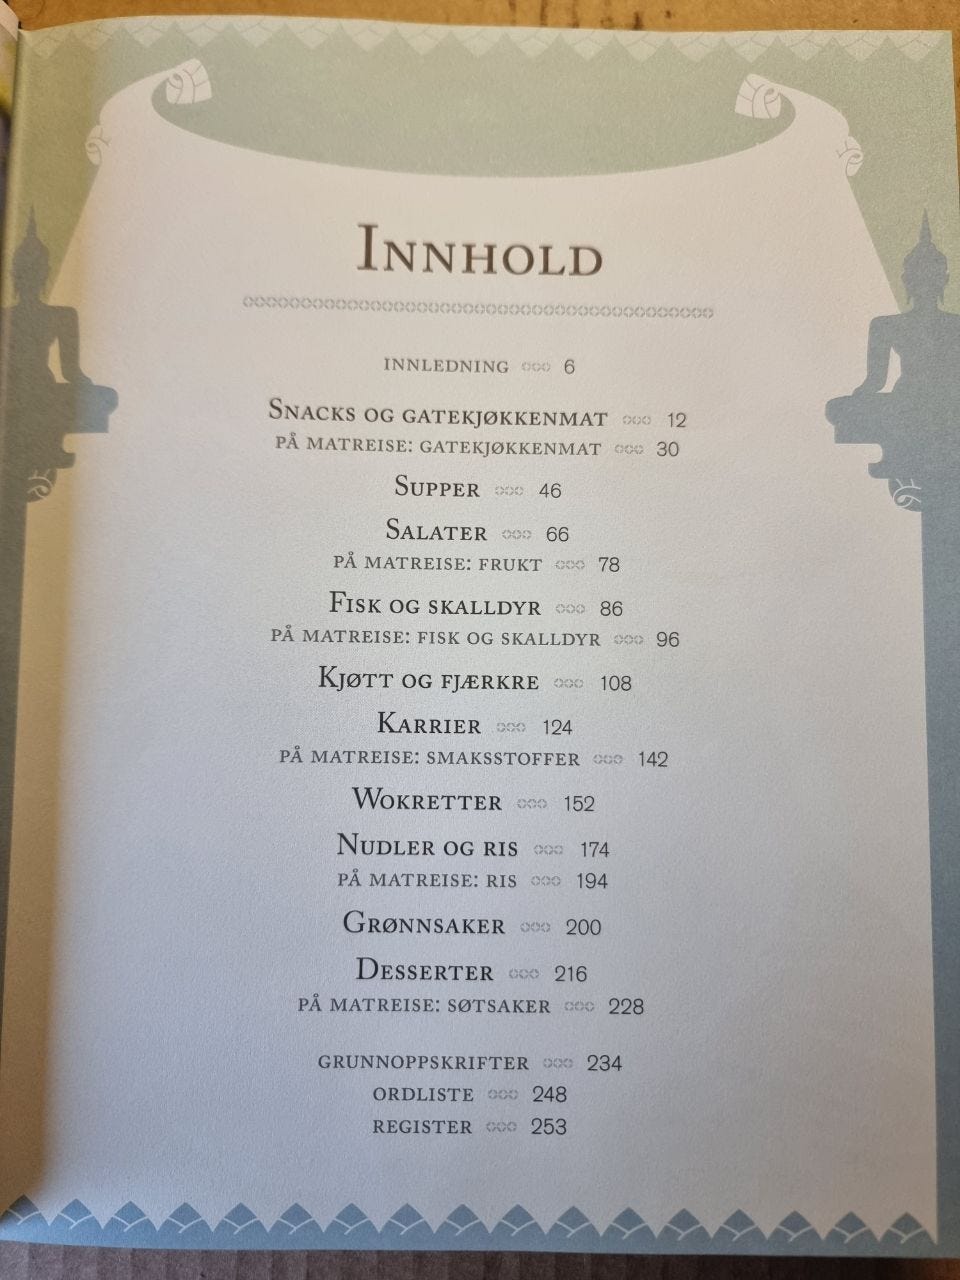 Innhold
innledning 6
Snacks og gatekjøkkenmat 12
på matreise: gatekjøkkenmat 30
Supper 46
Salater 66
på matreise: frukt 78
Fisk og skalldyr 86
på matreise: fisk og skalldyr 96
Kjøtt og fjærkre 108
Karrier 124
på matreise: smaksstoffer 142
Wokretter 152
Nudler og ris 174
på matreise: ris 194
Grønnsaker 200
Desserter 216
på matreise: søtsaker 228
grunnoppskrifter 234
ordliste 248
register 253